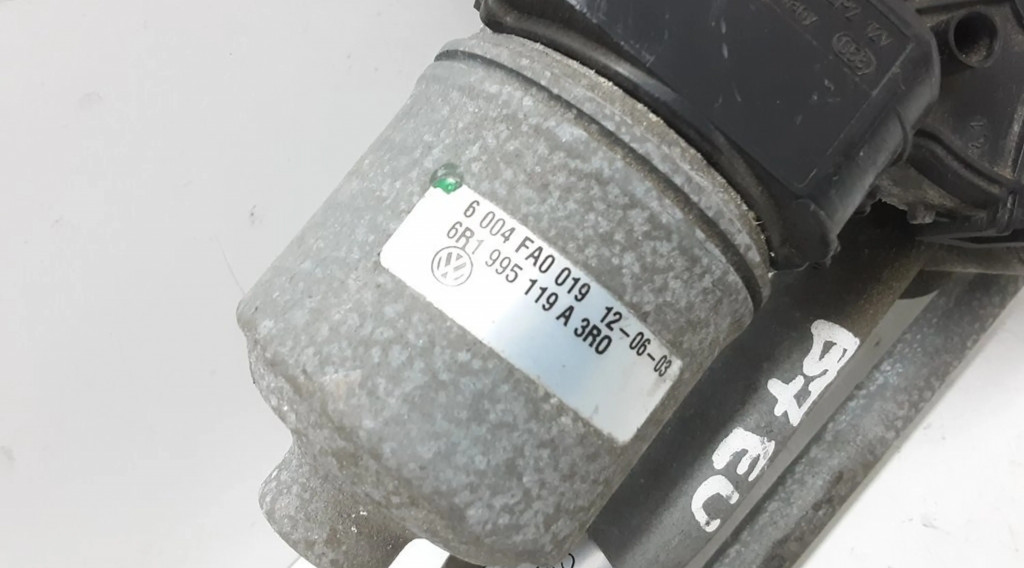 6 004 FA0 019 12-06-03
6R1 995 119 A 3R0
B7 EU